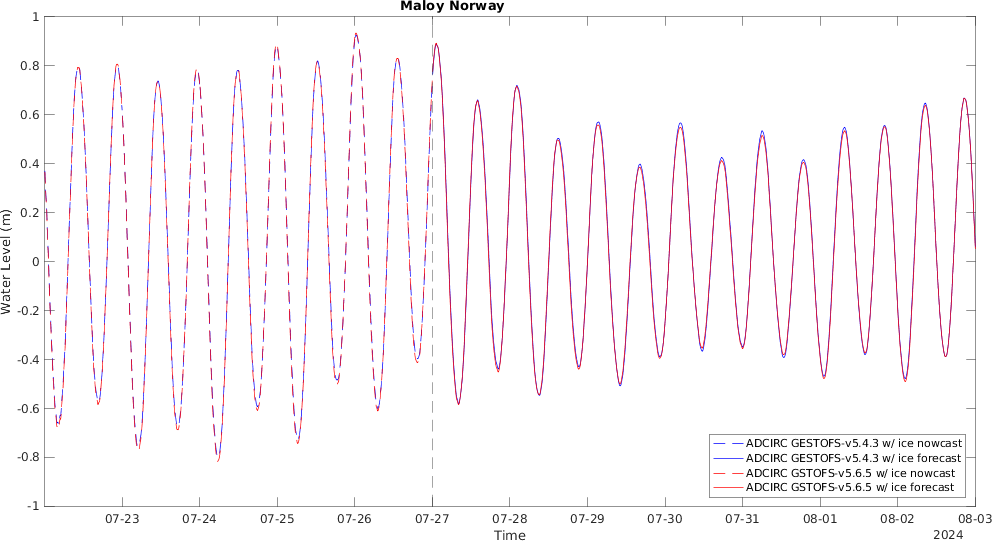 Maloy Norway
1
0.8
0.6
0.4
0.2
0
-0.2
-0.4
-0.6
-0.8
-1
Water Level (m)
ADCIRC GESTOFS-v5.4.3 w/ ice nowcast
ADCIRC GESTOFS-v5.4.3 w/ ice forecast
ADCIRC GSTOFS-v5.6.5 w/ ice nowcast
ADCIRC GSTOFS-v5.6.5 w/ ice forecast
07-23 07-24 07-25 07-26 07-27 07-28 07-29 07-30 07-31 08-01 08-02 08-03
Time
2024